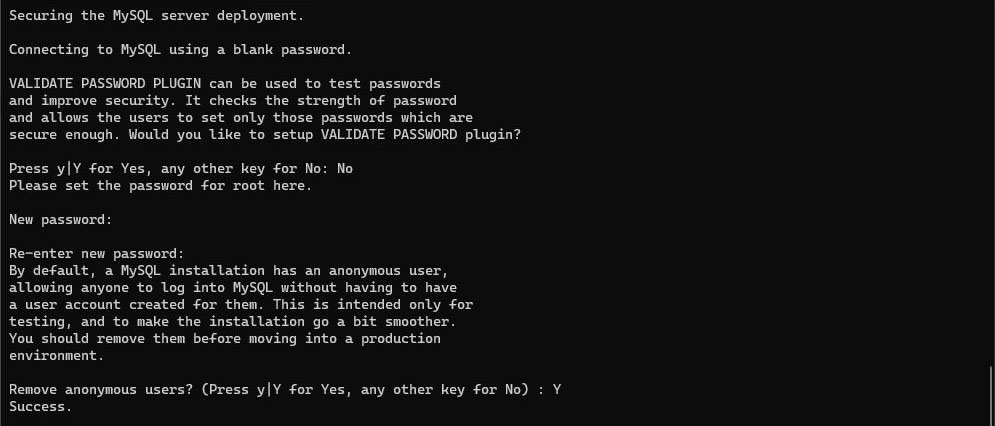 Securing the MySQL server deployment.
Connecting to MySQL using a blank password.
VALIDATE PASSWORD PLUGIN can be used to test passwords
and improve security. It checks the strength of password
and allows the users to set only those passwords which are
secure enough. Would you like to setup VALIDATE PASSWORD plugin?
Press y|Y for Yes, any other key for No: No
Please set the password for root here.
New password:
Re-enter new password:
By default, a MySQL installation has an anonymous user,
allowing anyone to log into MySQL without having to have
a user account created for them. This is intended only for
testing, and to make the installation go a bit smoother.
You should remove them before moving into a production
environment.
Remove anonymous users? (Press y|Y for Yes, any other key for No) : Y
Success.